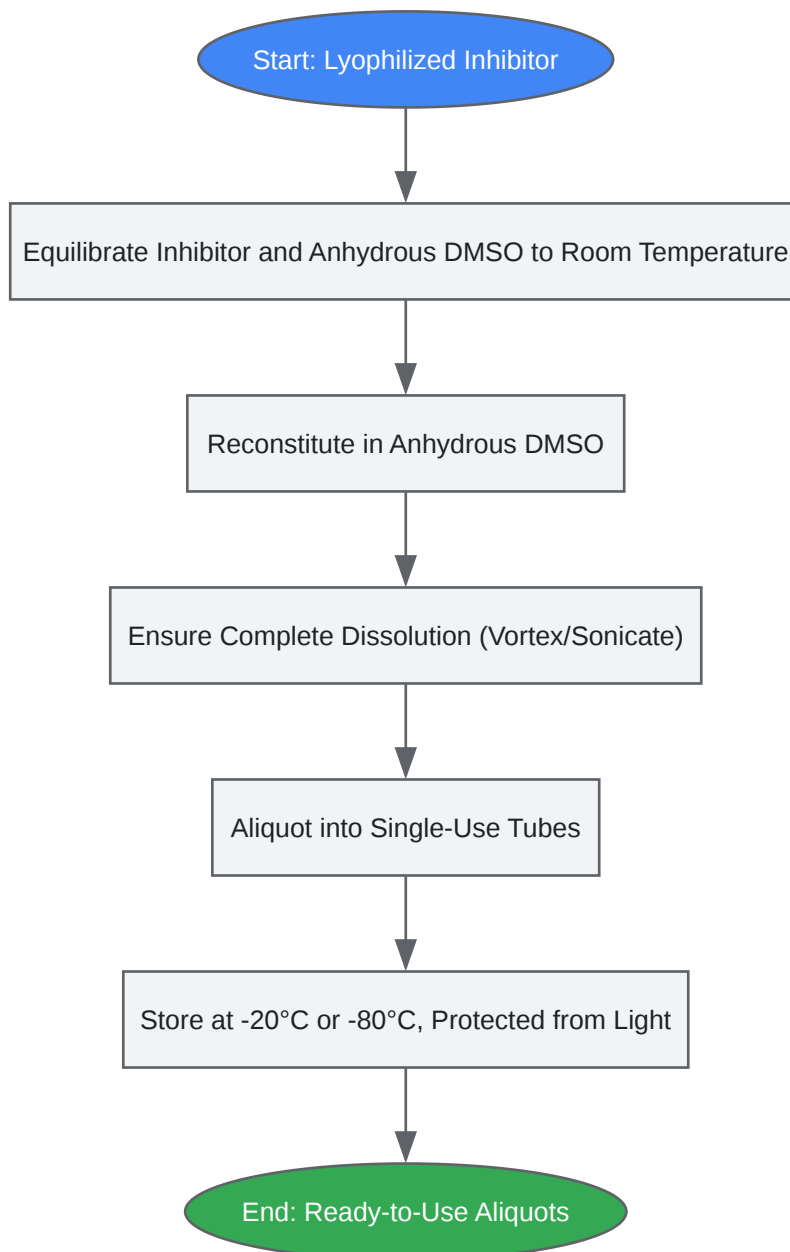 Start: Lyophilized Inhibitor
Equilibrate Inhibitor and Anhydrous DMSO to Room Temperature
Reconstitute in Anhydrous DMSO
Ensure Complete Dissolution (Vortex/Sonicate)
Aliquot into Single-Use Tubes
Store at -20°C or -80°C, Protected from Light
End: Ready-to-Use Aliquots